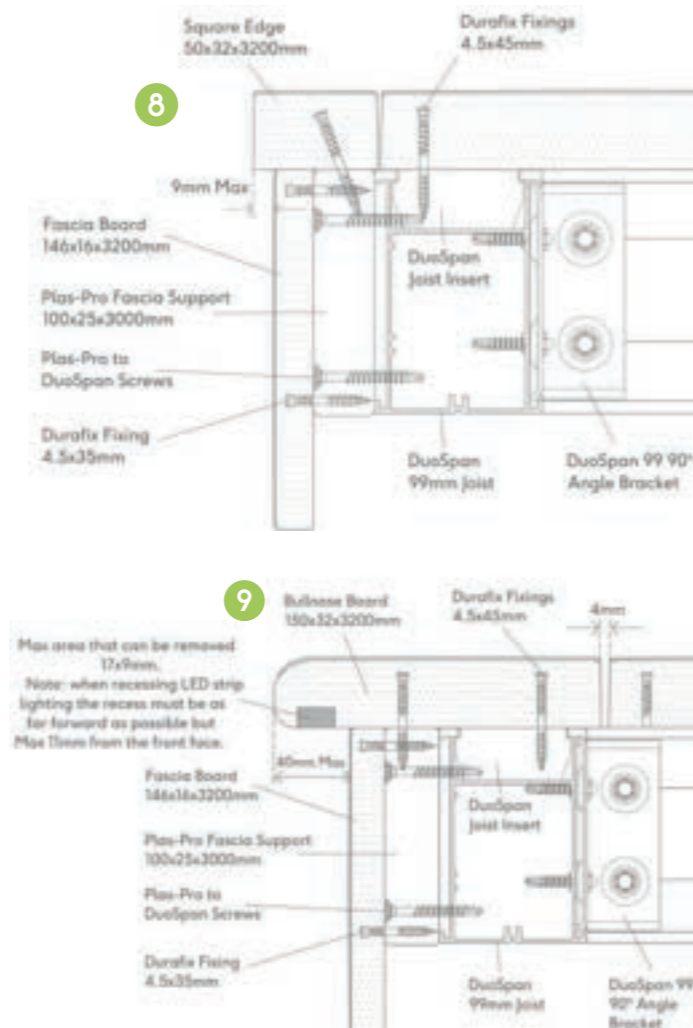 Square Edge
50x32x3200mm
Durafix Fixings
4.5x45mm
8
9mm Max
Fascia Board
146x16x3200mm
DuoSpan
Joist Insert
Plas-Pro Fascia Support
100x25x3000mm
Plas-Pro to
DuoSpan Screws
Durafix Fixing
4.5x35mm
DuoSpan
99mm Joist
DuoSpan 99 90°
Angle Bracket
9
Bullnose Board
150x32x3200mm
Durafix Fixings
4.5x45mm
4mm
Max area that can be removed
17x9mm.
Note: when recessing LED strip
lighting the recess must be as
far forward as possible but
Max 11mm from the front face.
40mm Max
Fascia Board
146x16x3200mm
DuoSpan
Joist Insert
Plas-Pro Fascia Support
100x25x3000mm
Plas-Pro to
DuoSpan Screws
Durafix Fixing
4.5x35mm
DuoSpan
99mm Joist
DuoSpan 99
90° Angle
Bracket